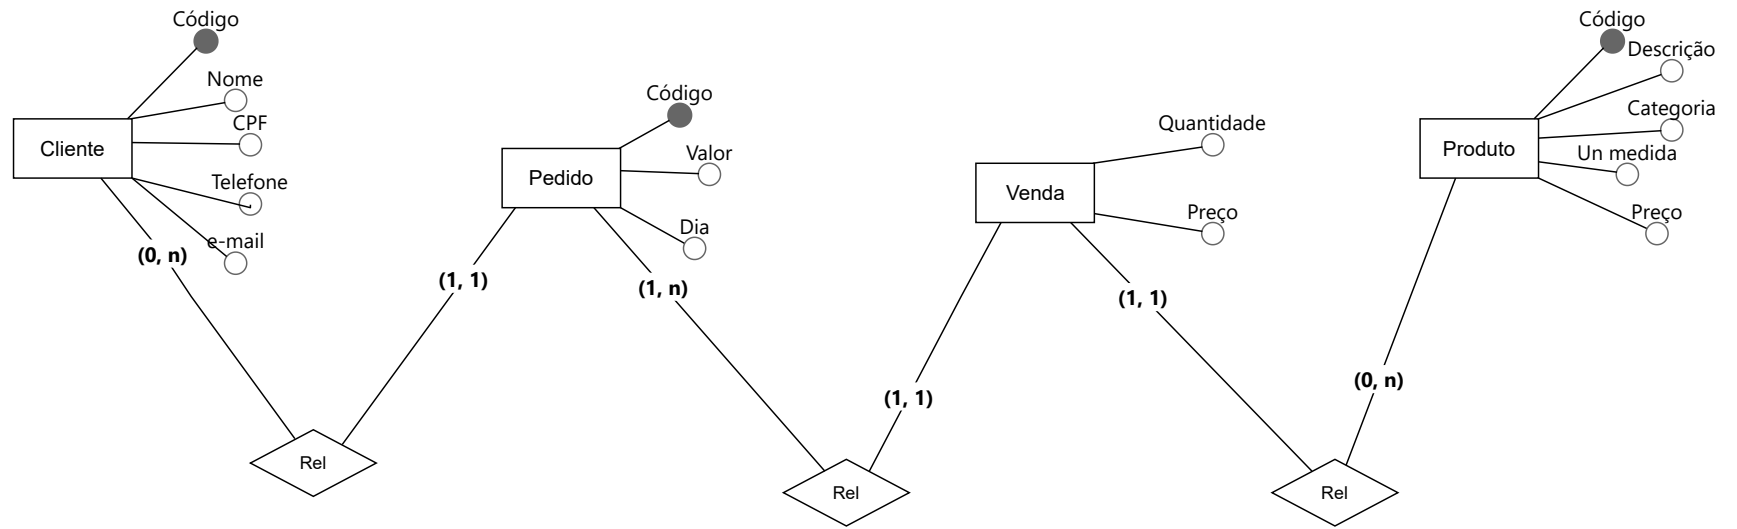 Código
Nome
CPF
Telefone
e-mail
Cliente
(0, n)
Rel
(1, 1)
Código
Valor
Dia
Pedido
(1, n)
Rel
(1, 1)
Quantidade
Preço
Venda
(1, 1)
Rel
(0, n)
Código
Descrição
Categoria
Un medida
Preço
Produto